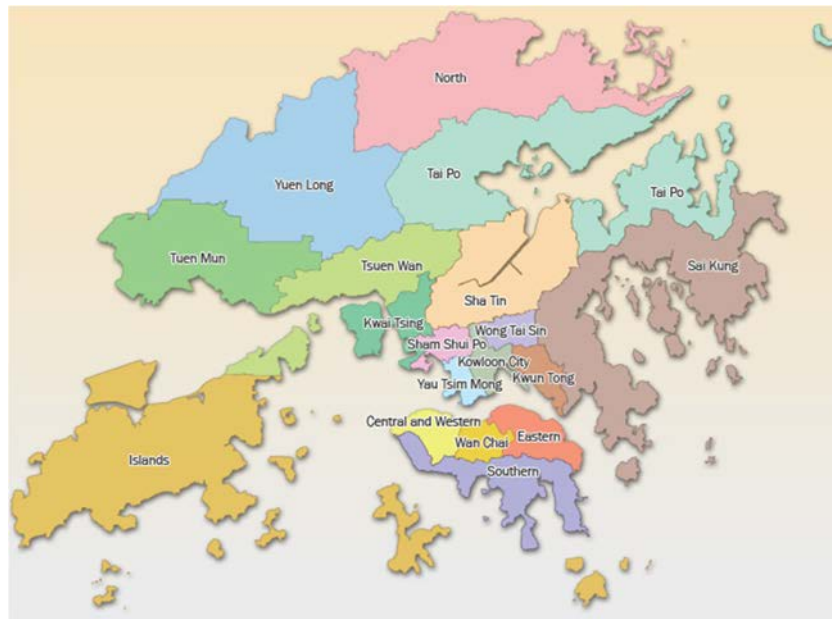 North
Tai Po
Yuen Long
Tai Po
Tuen Mun
Tsuen Wan
Sai Kung
Sha Tin
Kwai Tsing
Wong Tai Sin
Sham Shui Po
Kowloon City
Kwun Tong
Yau Tsim Mong
Central and Western
Wan Chai
Eastern
Islands
Southern